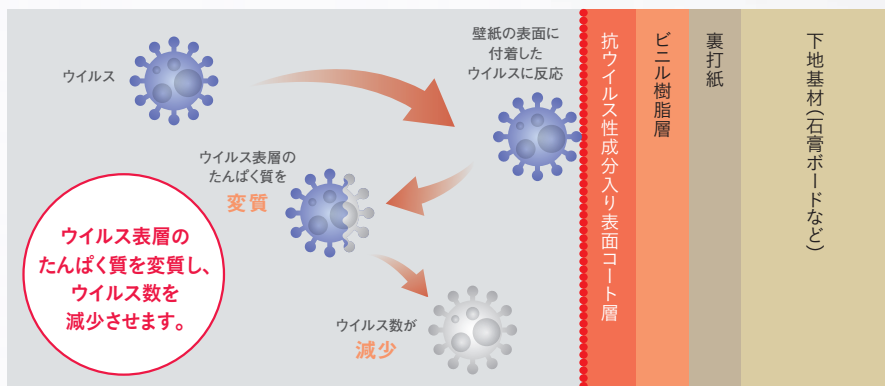 ウイルス
壁紙の表面に
付着した
ウイルスに反応
ウイルス表層の
たんぱく質を
変質
ウイルス数が
減少
ウイルス表層の
たんぱく質を変質し、
ウイルス数を
減少させます。
抗ウイルス性成分入り表面コート層
ビニル樹脂層
裏打紙
下地基材(石膏ボードなど)